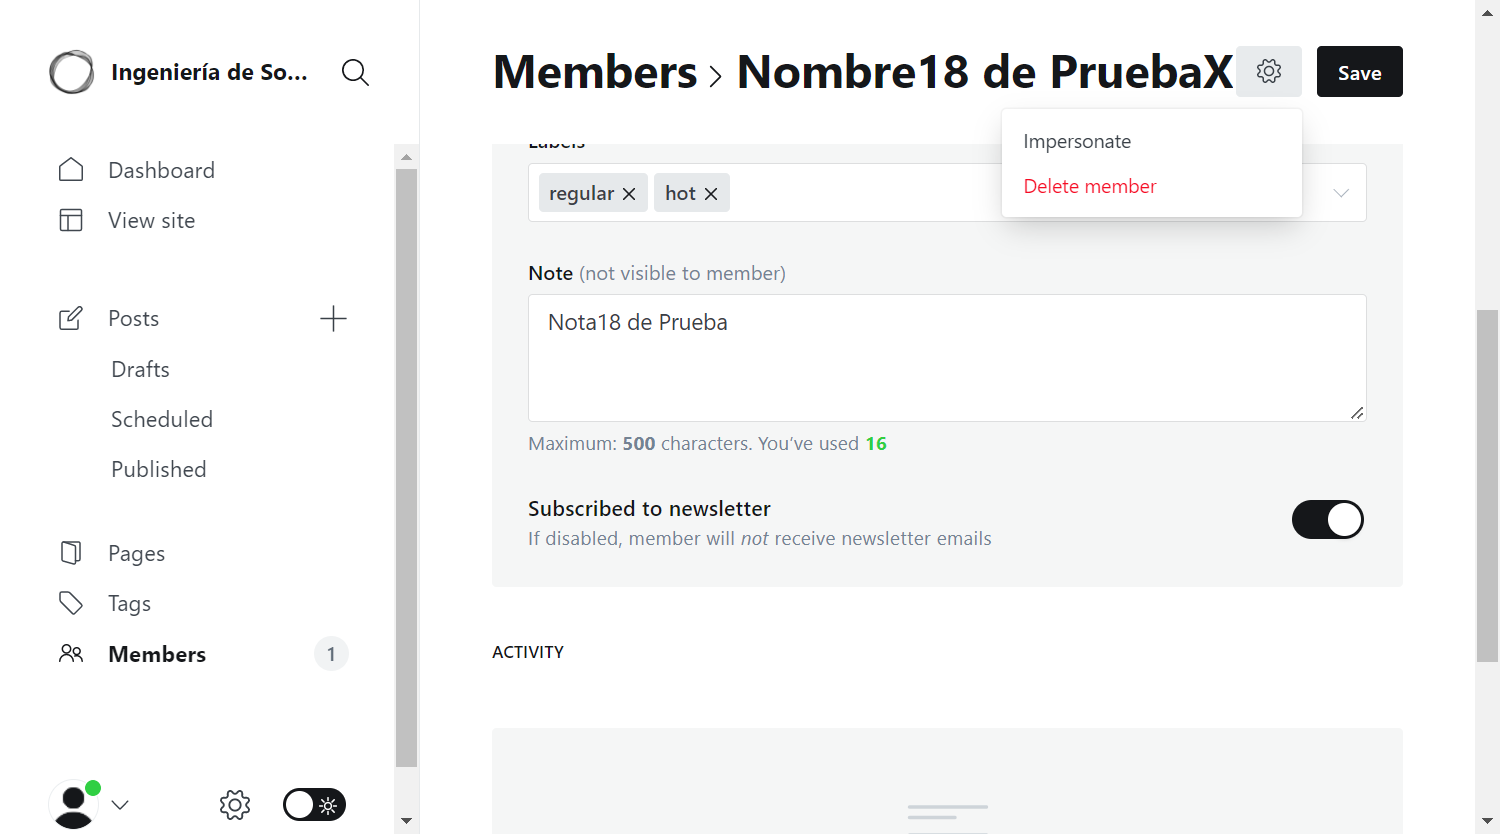 Ingeniería de So...
Dashboard
View site
Posts
Drafts
Scheduled
Published
Pages
Tags
Members 1
Members > Nombre18 de PruebaX
Save
Impersonate
Delete member
Labels
regular hot
Note (not visible to member)
Nota18 de Prueba
Maximum: 500 characters. You’ve used 16
Subscribed to newsletter
If disabled, member will not receive newsletter emails
ACTIVITY